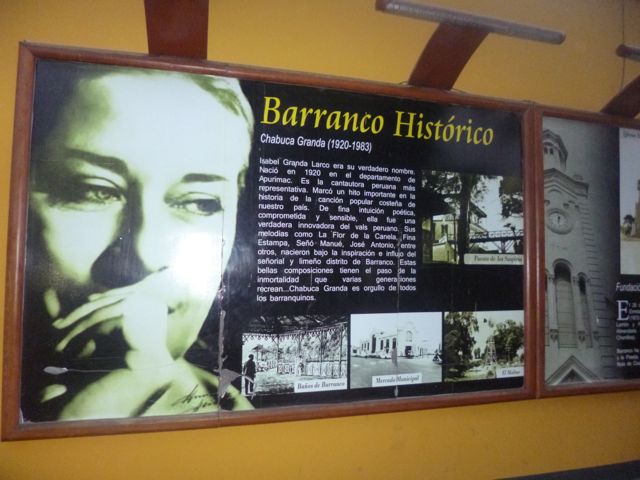 Barranco Histórico
Chabuca Granda (1920-1983)
Isabel Granda Larco era su verdadero nombre.
Nació en 1920 en el departamento de
Apurimac. Es la cantautora peruana más
representativa. Marcó un hito importante en la
historia de la canción popular costeña de
nuestro país. De fina intuición poética,
comprometida y sensible, ella fue una
verdadera innovadora del vals peruano. Sus
melodias como La Flor de la Canela, Fina
Estampa, Señó Manué, José Antonio, entre
otros, nacieron bajo la inspiración e influjo del
señorial y limeño distrito de Barranco. Estas
bellas composiciones tienen el paso de la
inmortalidad que varias generaciones
recrean...Chabuca Granda es orgullo de todos
los barranquinos.
Puente de los Suspiros
Baños de Barranco
Mercado Municipal
El Molino
Fundació